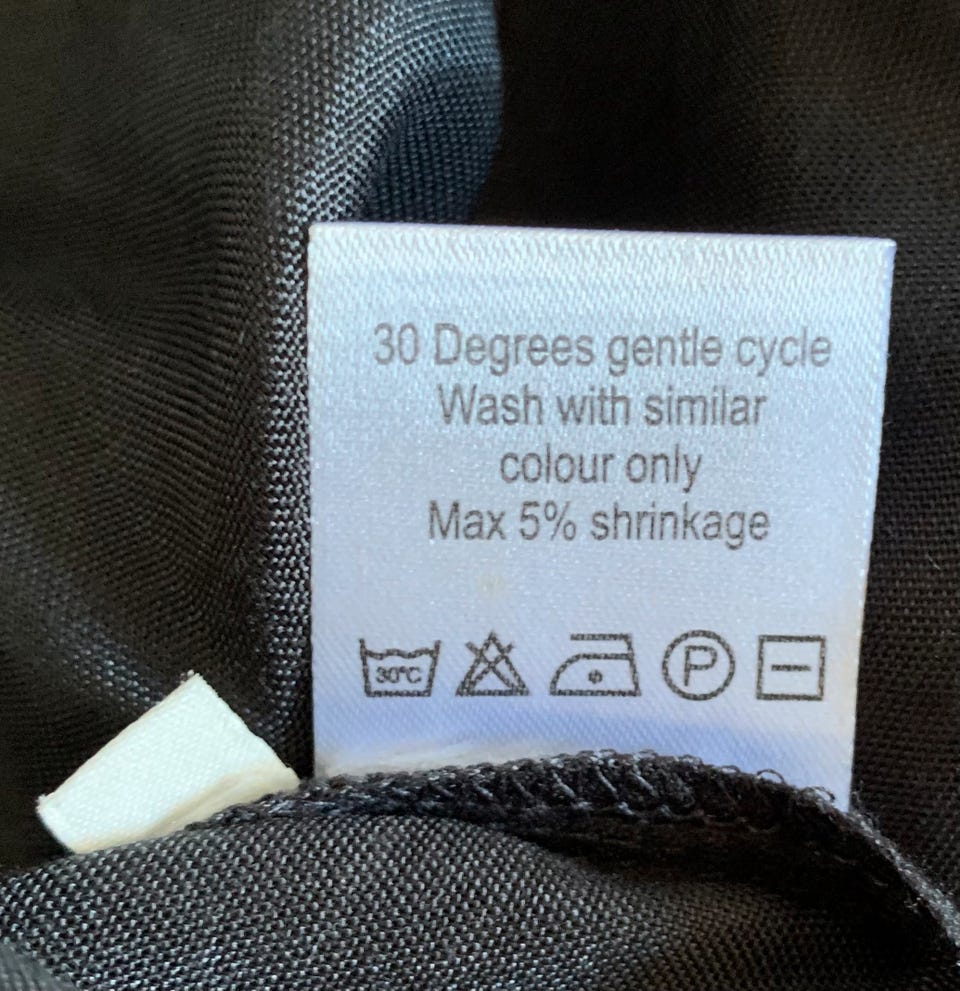 30 Degrees gentle cycle
Wash with similar
colour only
Max 5% shrinkage
30°C P